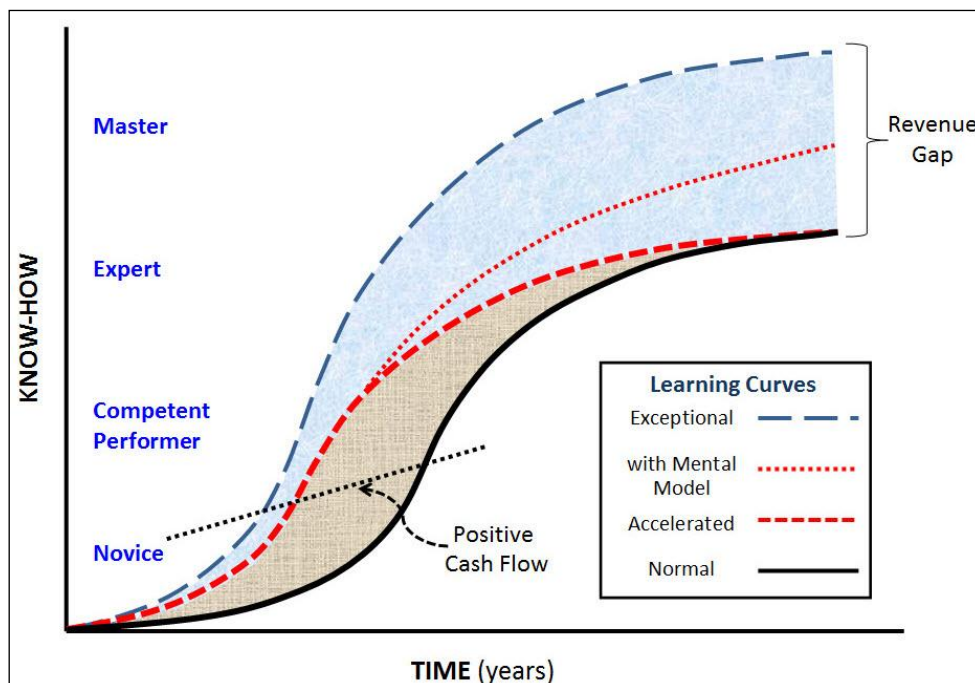 Master
Revenue
Gap
Expert
KNOW-HOW
Competent
Performer
Novice
Positive
Cash Flow
Learning Curves
Exceptional
with Mental
Model
Accelerated
Normal
TIME (years)